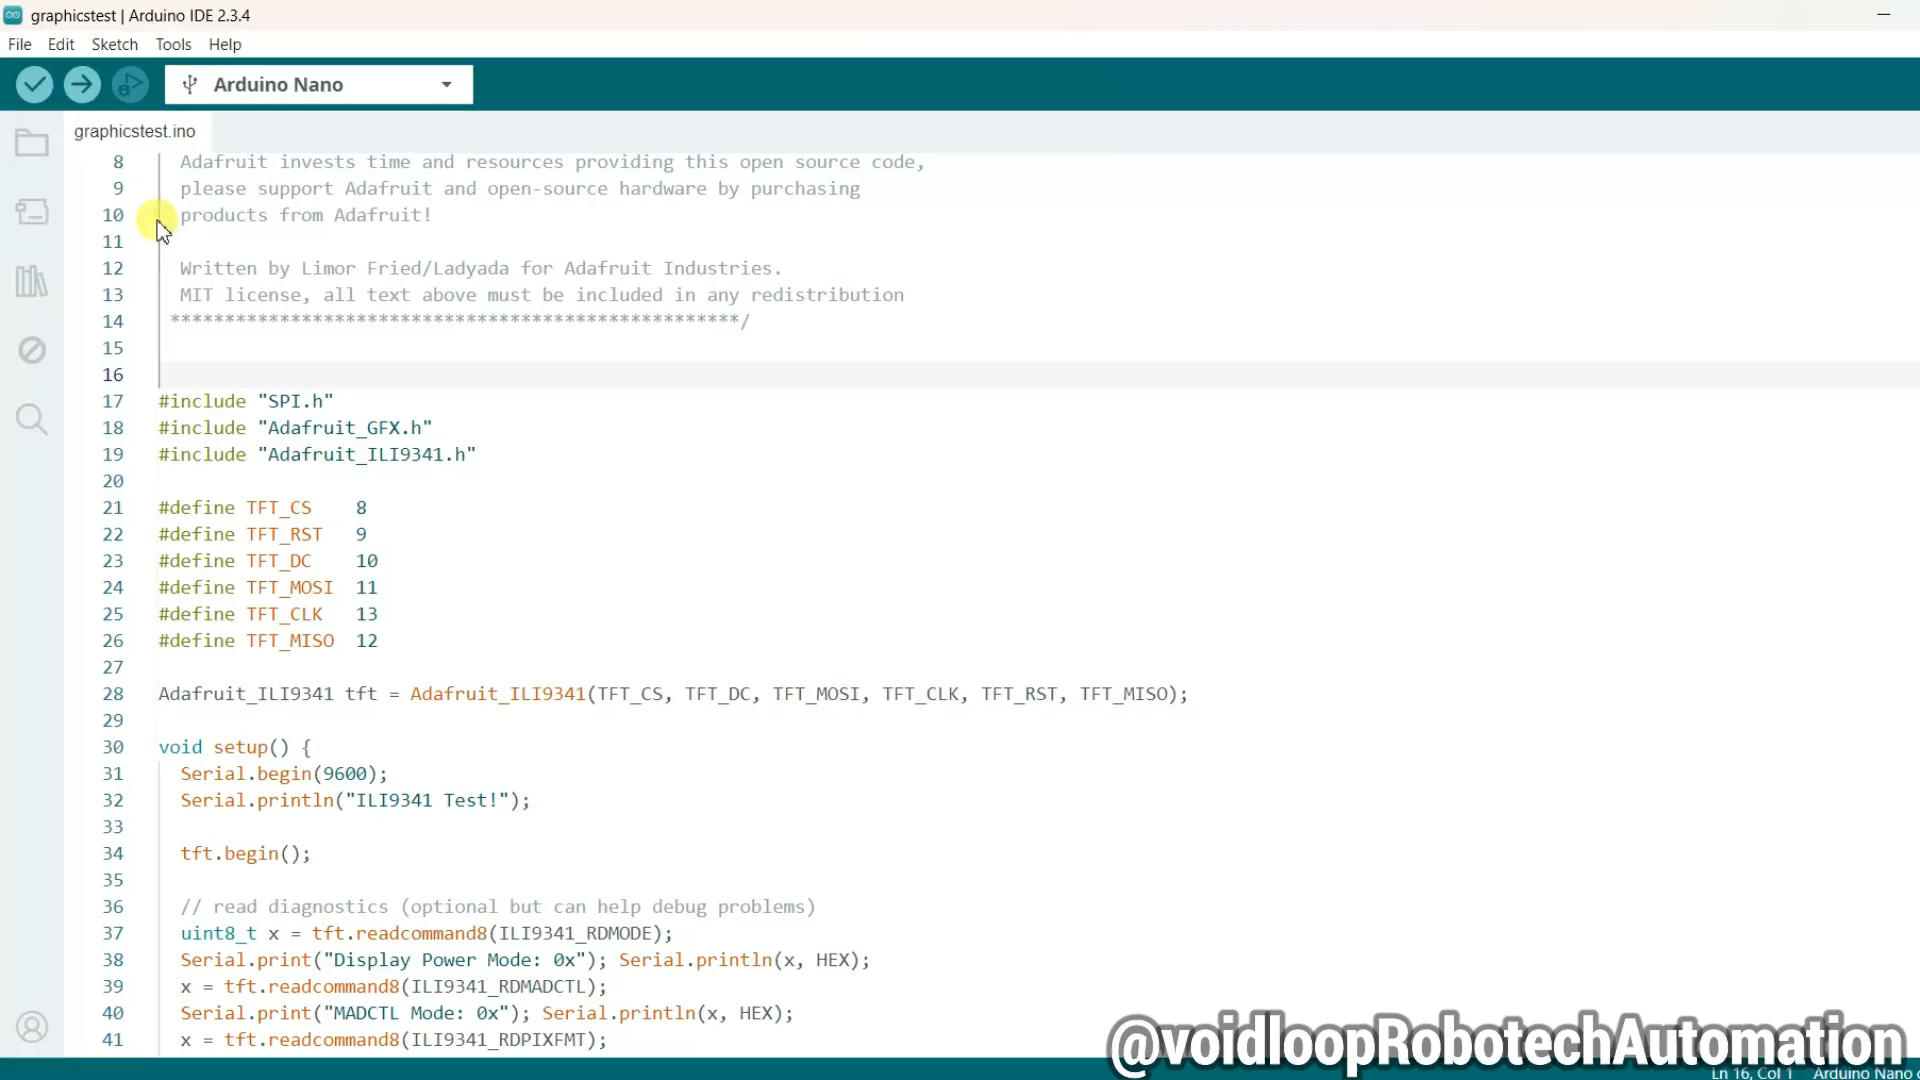 graphicstest | Arduino IDE 2.3.4
File Edit Sketch Tools Help
Arduino Nano
graphicstest.ino
8 Adafruit invests time and resources providing this open source code,
9 please support Adafruit and open-source hardware by purchasing
10 products from Adafruit!
11
12 Written by Limor Fried/Ladyada for Adafruit Industries.
13 MIT license, all text above must be included in any redistribution
14 ****************************************************/
15
16
17 #include "SPI.h"
18 #include "Adafruit_GFX.h"
19 #include "Adafruit_ILI9341.h"
20
21 #define TFT_CS 8
22 #define TFT_RST 9
23 #define TFT_DC 10
24 #define TFT_MOSI 11
25 #define TFT_CLK 13
26 #define TFT_MISO 12
27
28 Adafruit_ILI9341 tft = Adafruit_ILI9341(TFT_CS, TFT_DC, TFT_MOSI, TFT_CLK, TFT_RST, TFT_MISO);
29
30 void setup() {
31 Serial.begin(9600);
32 Serial.println("ILI9341 Test!");
33
34 tft.begin();
35
36 // read diagnostics (optional but can help debug problems)
37 uint8_t x = tft.readcommand8(ILI9341_RDMODE);
38 Serial.print("Display Power Mode: 0x"); Serial.println(x, HEX);
39 x = tft.readcommand8(ILI9341_RDMADCTL);
40 Serial.print("MADCTL Mode: 0x"); Serial.println(x, HEX);
41 x = tft.readcommand8(ILI9341_RDPIXFMT);
@voidloopRobotechAutomation
Ln 16, Col 1 Arduino Nano